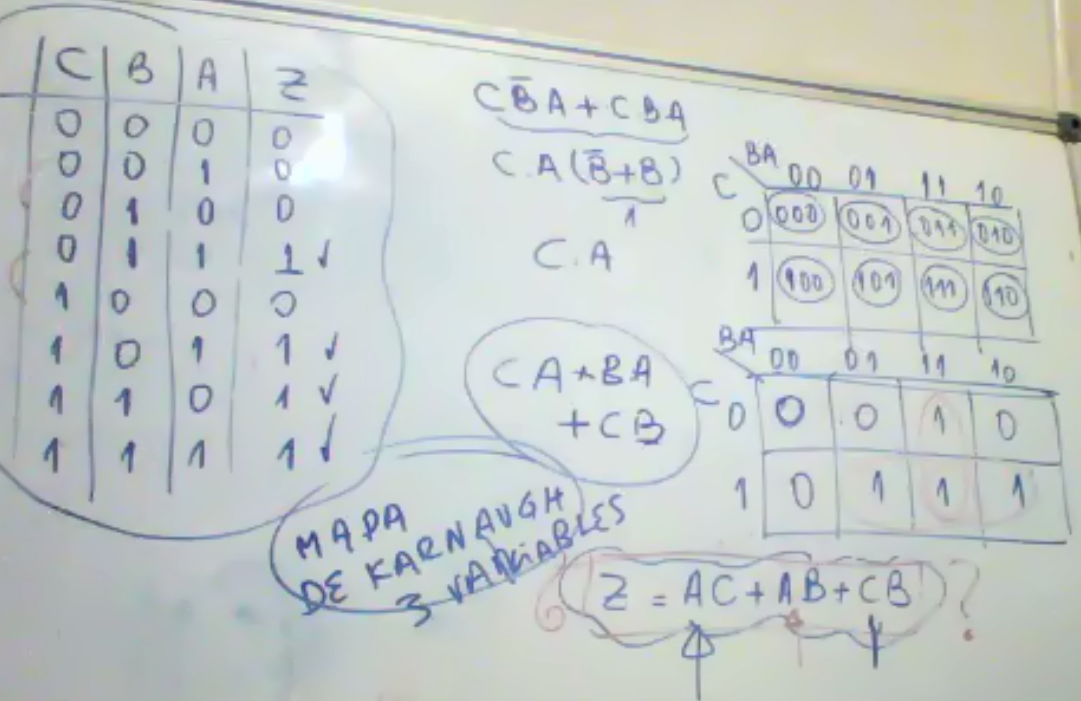 C B A Z
0 0 0 0
0 0 1 0
0 1 0 0
0 1 1 1 ✓
1 0 0 0
1 0 1 1 ✓
1 1 0 1 ✓
1 1 1 1 ✓
CB̄A + CBA
C.A(B̄+B)
1
C.A
CA+BA
+CB
MAPA
DE KARNAUGH
3 VARIABLES
BA 00 01 11 10
C
0 000 001 011 010
1 100 101 111 110
BA 00 01 11 10
C
0 0 0 1 0
1 0 1 1 1
Z = AC+AB+CB ?